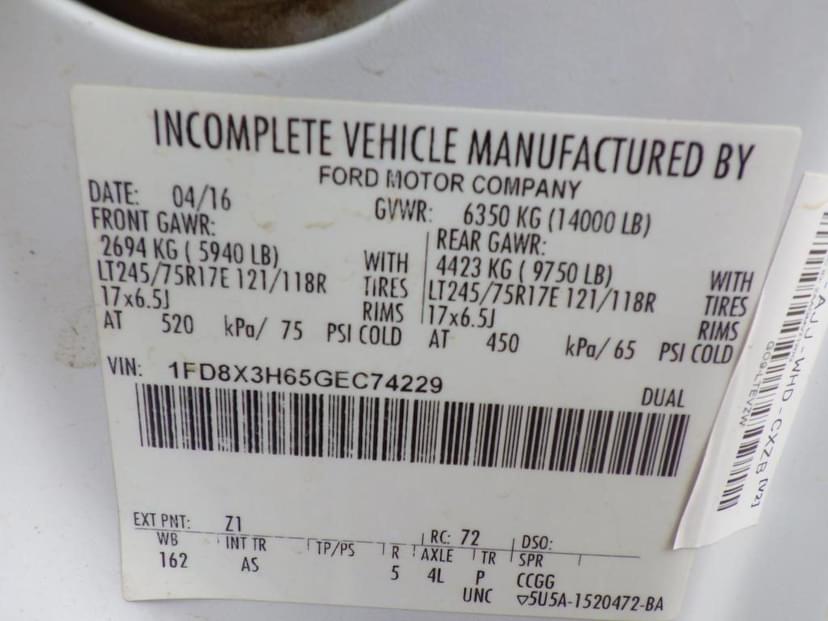 INCOMPLETE VEHICLE MANUFACTURED BY
FORD MOTOR COMPANY
DATE: 04/16 GVWR: 6350 KG (14000 LB)
FRONT GAWR: REAR GAWR:
2694 KG ( 5940 LB) WITH 4423 KG ( 9750 LB) WITH
LT245/75R17E 121/118R TIRES LT245/75R17E 121/118R TIRES
17x6.5J RIMS 17x6.5J RIMS
AT 520 kPa/ 75 PSI COLD AT 450 kPa/ 65 PSI COLD
VIN: 1FD8X3H65GEC74229 DUAL
EXT PNT: Z1 RC: 72 DSO:
WB INT TR TP/PS R AXLE TR SPR
162 AS 5 4L P CCGG
UNC ▽5U5A-1520472-BA
-WHD-CXZB [V2]